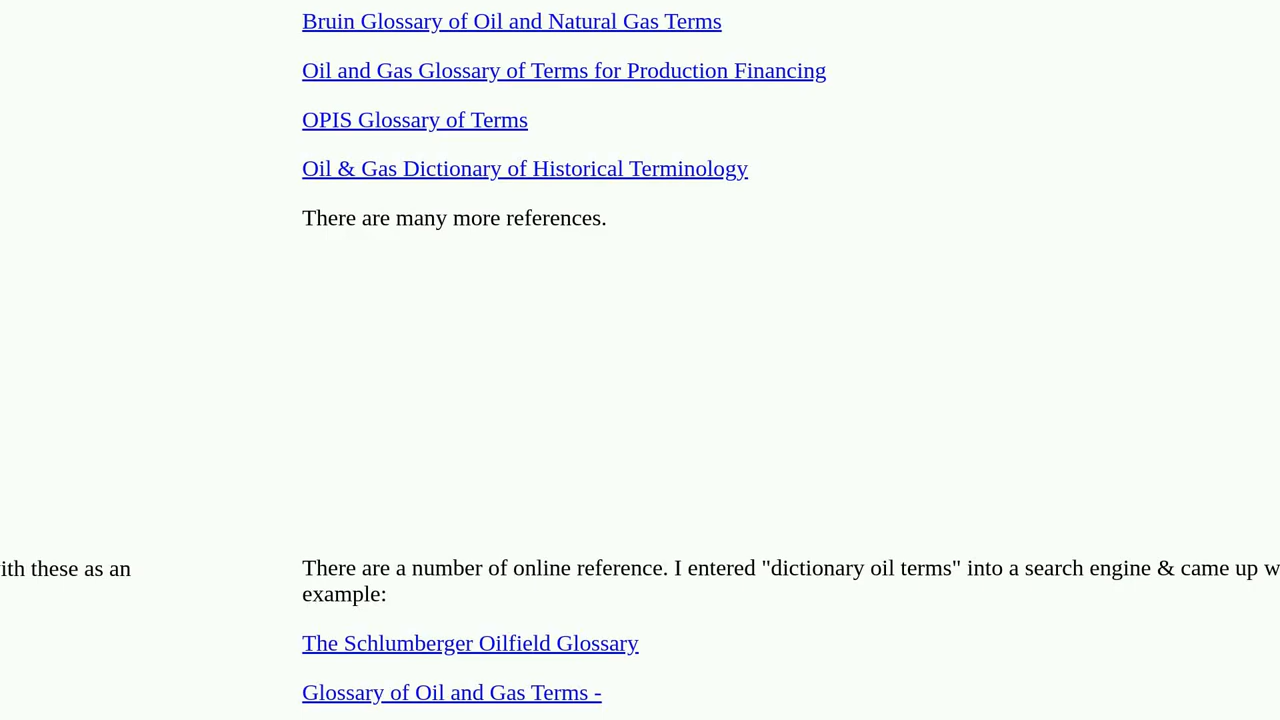 Bruin Glossary of Oil and Natural Gas Terms
Oil and Gas Glossary of Terms for Production Financing
OPIS Glossary of Terms
Oil & Gas Dictionary of Historical Terminology
There are many more references.
with these as an
There are a number of online reference. I entered "dictionary oil terms" into a search engine & came up
example:
The Schlumberger Oilfield Glossary
Glossary of Oil and Gas Terms -